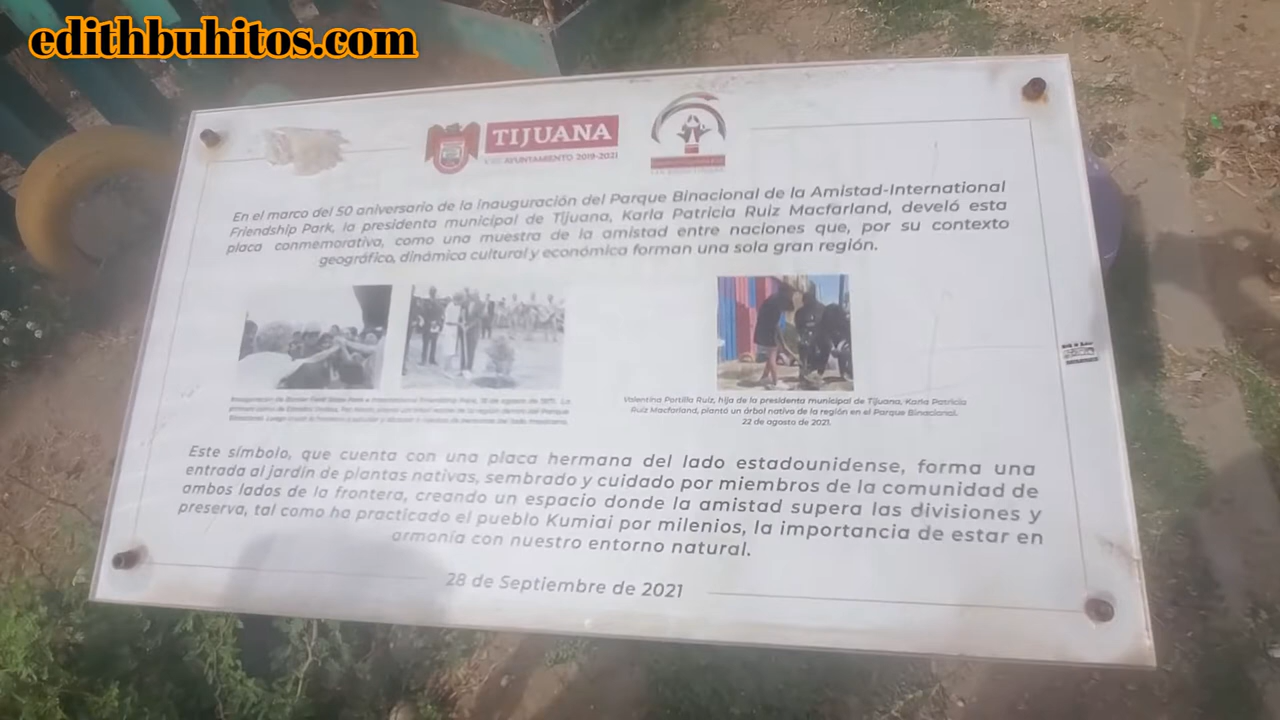 edithbuhitos.com
TIJUANA
AYUNTAMIENTO 2019-2021
En el marco del 50 aniversario de la inauguración del Parque Binacional de la Amistad-International
Friendship Park, la presidenta municipal de Tijuana, Karla Patricia Ruiz Macfarland, develó esta
placa conmemorativa, como una muestra de la amistad entre naciones que, por su contexto
geográfico, dinámica cultural y económica forman una sola gran región.
Valentina Portilla Ruiz, hija de la presidenta municipal de Tijuana, Karla Patricia
Ruiz Macfarland, plantó un árbol nativo de la región en el Parque Binacional.
22 de agosto de 2021.
Este símbolo, que cuenta con una placa hermana del lado estadounidense, forma una
entrada al jardín de plantas nativas, sembrado y cuidado por miembros de la comunidad de
ambos lados de la frontera, creando un espacio donde la amistad supera las divisiones y
preserva, tal como ha practicado el pueblo Kumiai por milenios, la importancia de estar en
armonía con nuestro entorno natural.
28 de Septiembre de 2021